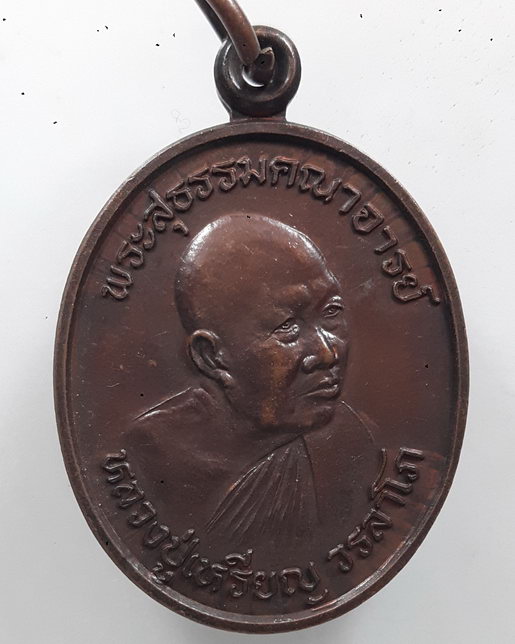 พระสุธรรมคณาจารย์
หลวงปู่เหรียญ วรลาโภ